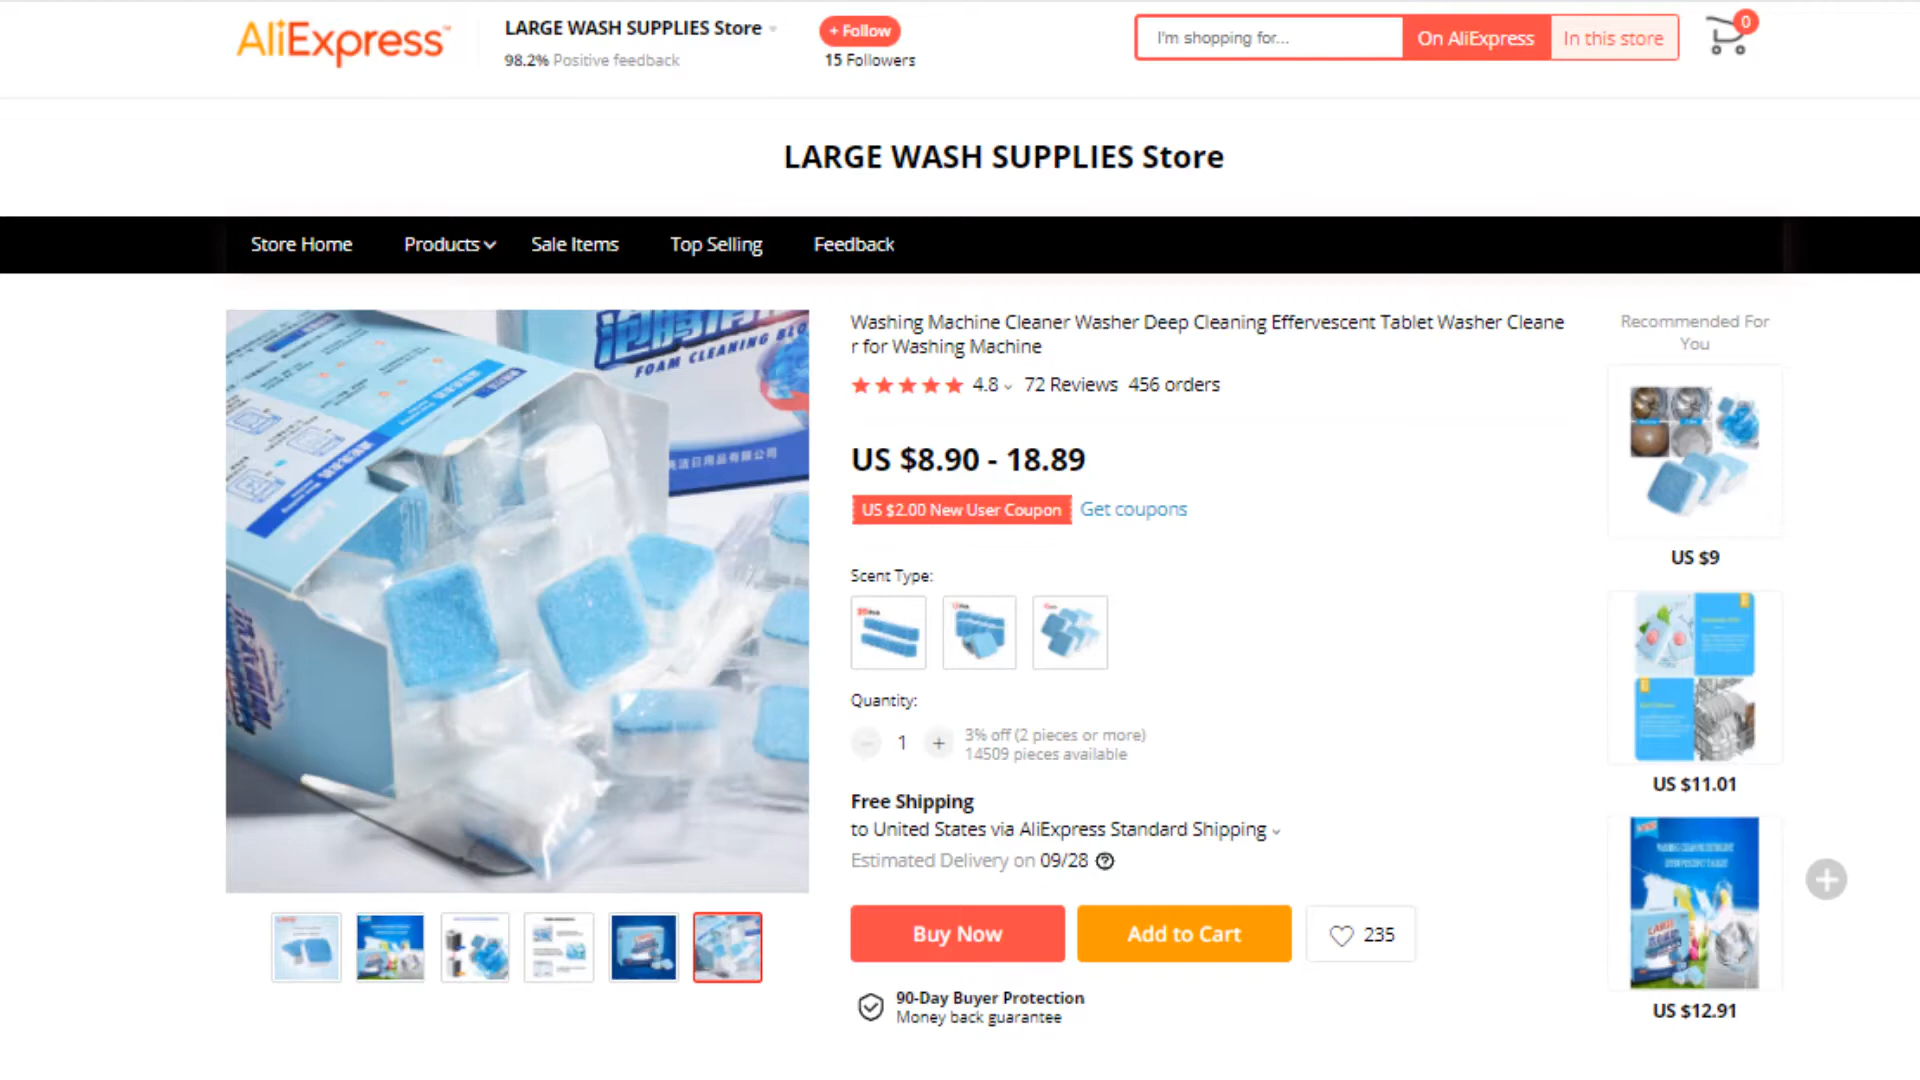 AliExpress™
LARGE WASH SUPPLIES Store
98.2% Positive feedback
+ Follow
15 Followers
I'm shopping for...
On AliExpress
In this store
0
LARGE WASH SUPPLIES Store
Store Home
Products
Sale Items
Top Selling
Feedback
FOAM CLEANING BLO
Washing Machine Cleaner Washer Deep Cleaning Effervescent Tablet Washer Cleane
r for Washing Machine
4.8
72 Reviews
456 orders
US $8.90 - 18.89
US $2.00 New User Coupon
Get coupons
Scent Type:
Quantity:
1
+
3% off (2 pieces or more)
14509 pieces available
Free Shipping
to United States via AliExpress Standard Shipping
Estimated Delivery on 09/28
Buy Now
Add to Cart
235
90-Day Buyer Protection
Money back guarantee
Recommended For
You
US $9
US $11.01
US $12.91